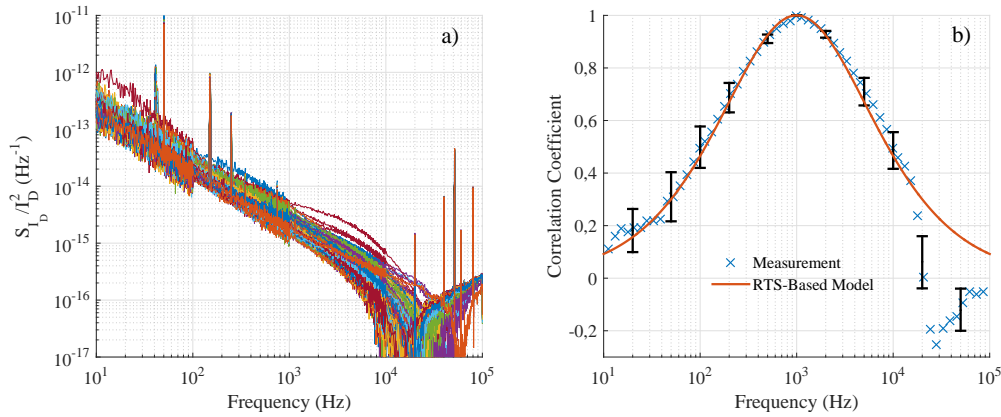 a)
10^-11
10^-12
10^-13
10^-14
10^-15
10^-16
10^-17
S_{I_D}/I^2_D (Hz^-1)
10^1 10^2 10^3 10^4 10^5
Frequency (Hz)
b)
1
0,8
0,6
0,4
0,2
0
-0,2
Correlation Coefficient
Measurement
RTS-Based Model
10^1 10^2 10^3 10^4 10^5
Frequency (Hz)